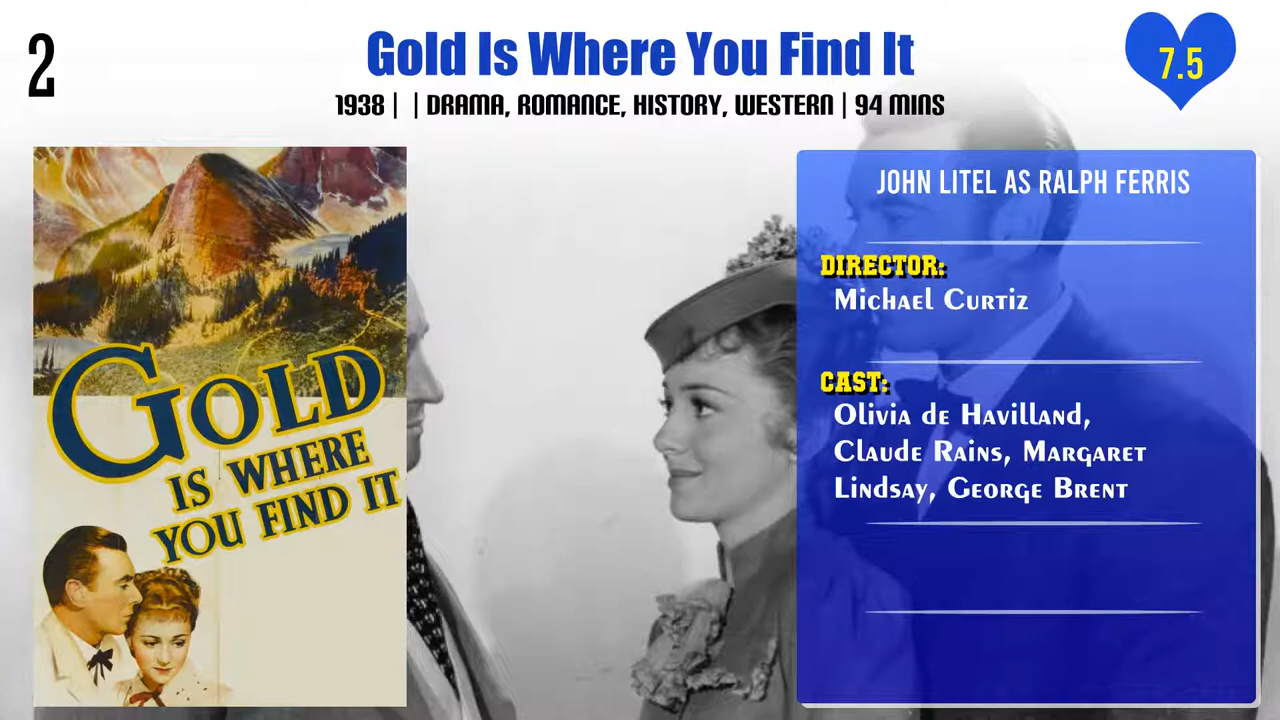 2
Gold Is Where You Find It
7.5
1938 | | DRAMA, ROMANCE, HISTORY, WESTERN | 94 MINS
GOLD
IS WHERE
YOU FIND IT
JOHN LITEL AS RALPH FERRIS
DIRECTOR:
Michael Curtiz
CAST:
Olivia de Havilland,
Claude Rains, Margaret
Lindsay, George Brent